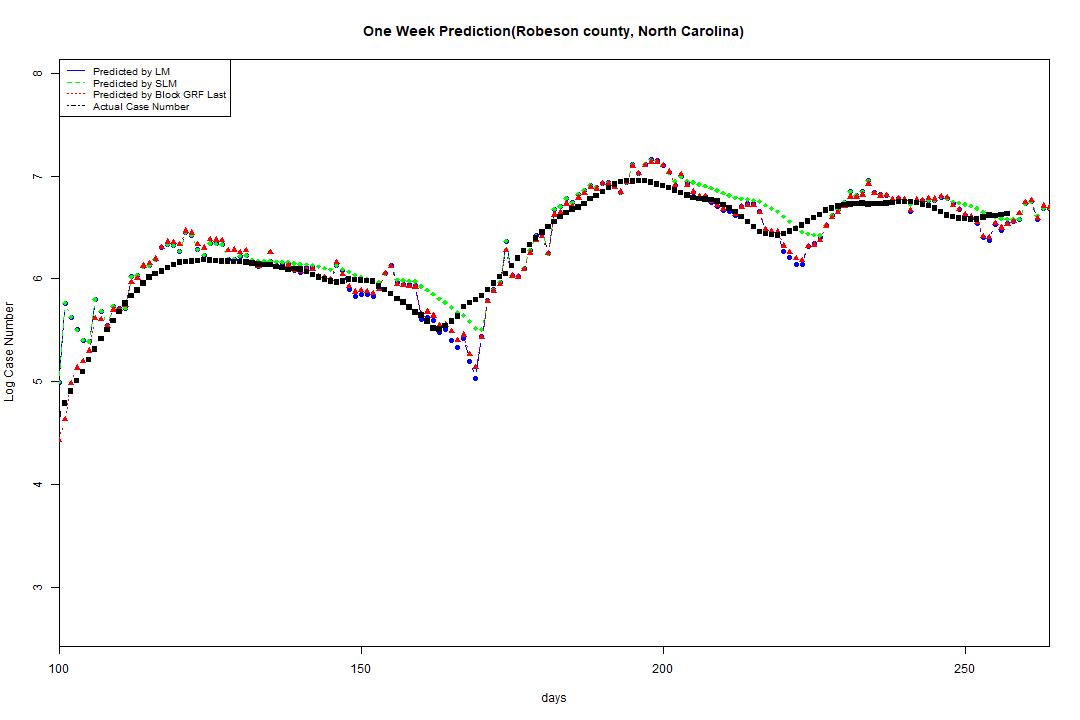 One Week Prediction(Robeson county, North Carolina)
Predicted by LM
Predicted by SLM
Predicted by Block GRF Last
Actual Case Number
8
7
6
5
4
3
Log Case Number
100 150 200 250
days